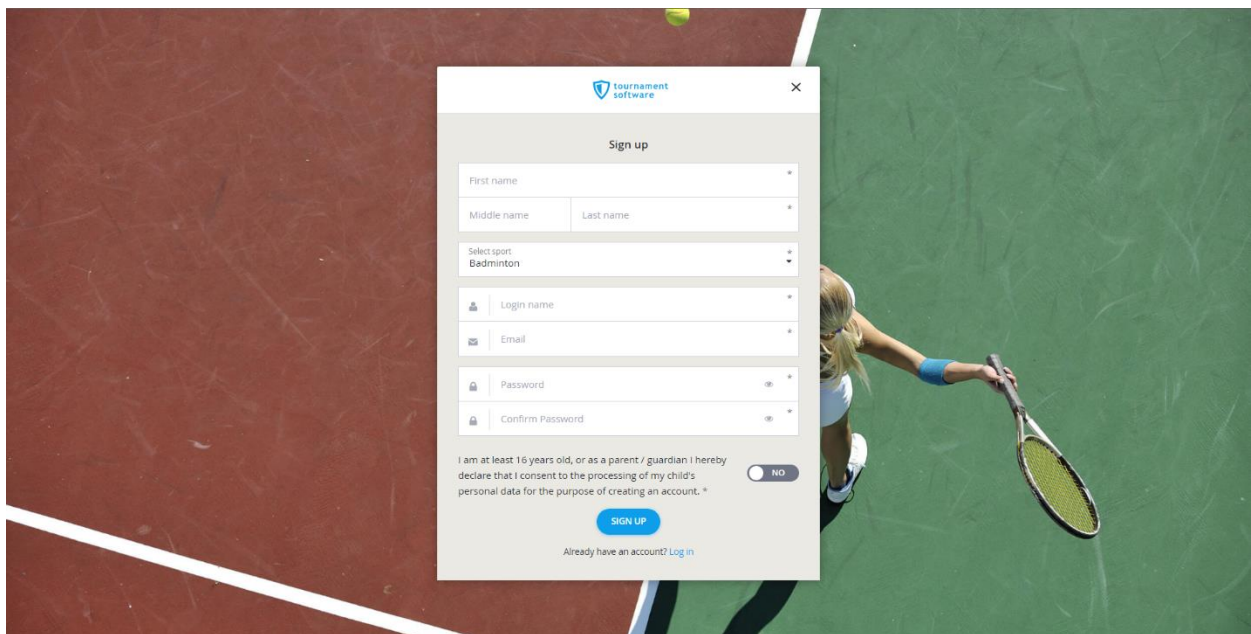 tournament
software
Sign up
First name *
Middle name Last name *
Select sport *
Badminton
Login name *
Email *
Password *
Confirm Password *
I am at least 16 years old, or as a parent / guardian I hereby
declare that I consent to the processing of my child's
personal data for the purpose of creating an account. *
NO
SIGN UP
Already have an account? Log in